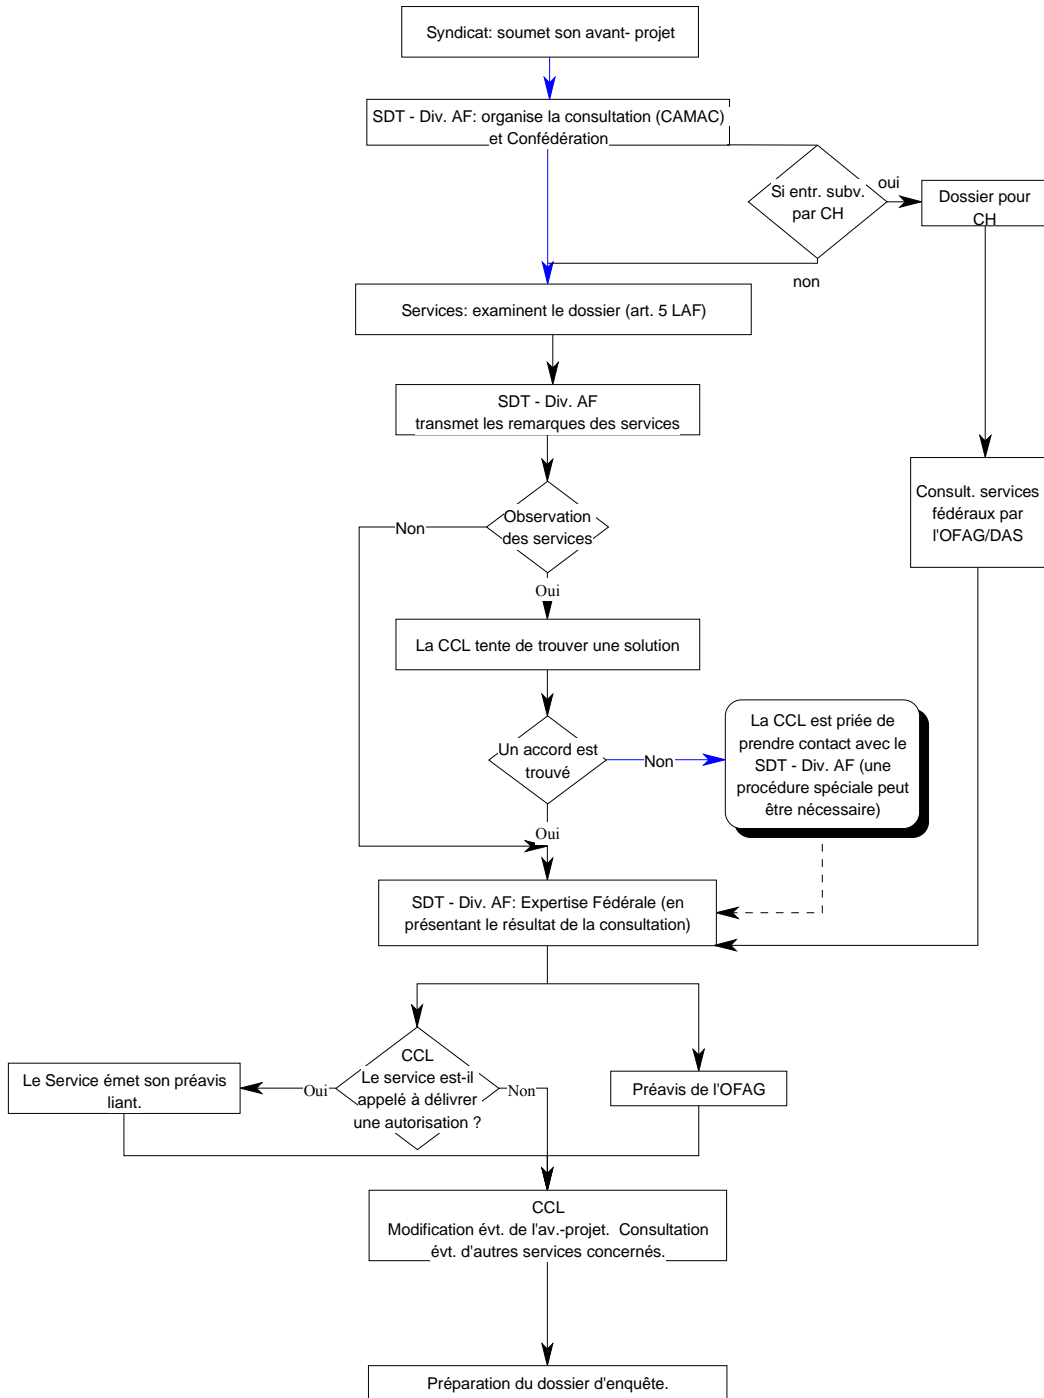 Syndicat: soumet son avant- projet
SDT - Div. AF: organise la consultation (CAMAC)
et Confédération
Si entr. subv.
par CH
oui
Dossier pour
CH
non
Services: examinent le dossier (art. 5 LAF)
SDT - Div. AF
transmet les remarques des services
Consult. services
fédéraux par
l'OFAG/DAS
Observation
des services
Non
Oui
La CCL tente de trouver une solution
Un accord est
trouvé
Non
La CCL est priée de
prendre contact avec le
SDT - Div. AF (une
procédure spéciale peut
être nécessaire)
Oui
SDT - Div. AF: Expertise Fédérale (en
présentant le résultat de la consultation)
CCL
Le service est-il
appelé à délivrer
une autorisation ?
Oui
Non
Le Service émet son préavis
liant.
Préavis de l'OFAG
CCL
Modification évt. de l'av.-projet.  Consultation
évt. d'autres services concernés.
Préparation du dossier d'enquête.